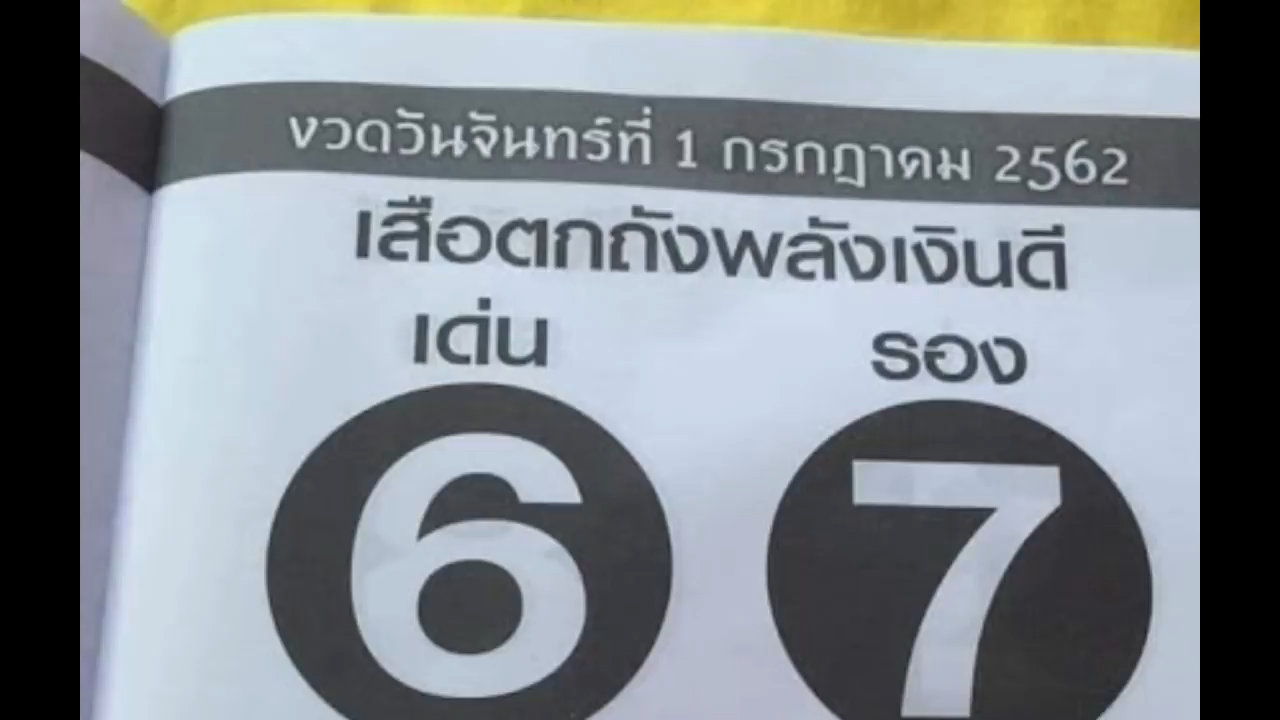 งวดวันจันทร์ที่ 1 กรกฎาคม 2562
เสือตกถังพลังเงินดี
เด่น รอง
6 7